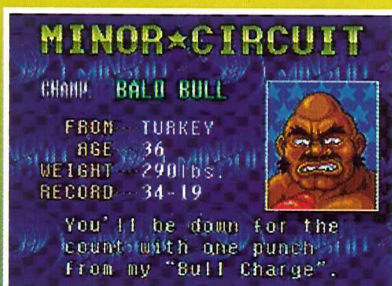 MINOR★CIRCUIT
CHAMP. BALD BULL
FROM··· TURKEY
AGE··· 36
WEIGHT··· 290lbs.
RECORD··· 34-19
You'll be down for the
count with one punch
from my "Bull Charge".